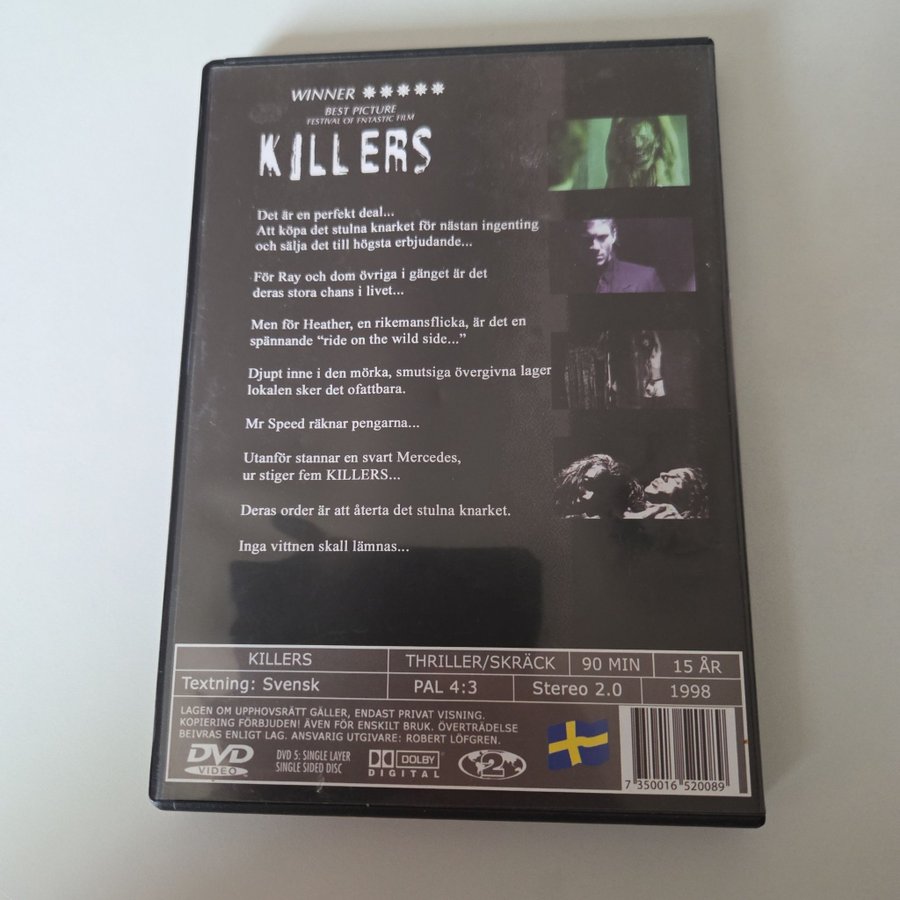 WINNER
BEST PICTURE
FESTIVAL OF FNTASTIC FILM
KILLERS
Det är en perfekt deal...
Att köpa det stulna knarket för nästan ingenting
och sälja det till högsta erbjudande...
För Ray och dom övriga i gänget är det
deras stora chans i livet...
Men för Heather, en rikemansflicka, är det en
spännande “ride on the wild side...”
Djupt inne i den mörka, smutsiga övergivna lager
lokalen sker det ofattbara.
Mr Speed räknar pengarna...
Utanför stannar en svart Mercedes,
ur stiger fem KILLERS...
Deras order är att återta det stulna knarket.
Inga vittnen skall lämnas...
KILLERS THRILLER/SKRÄCK 90 MIN 15 ÅR
Textning: Svensk PAL 4:3 Stereo 2.0 1998
LAGEN OM UPPHOVSRÄTT GÄLLER, ENDAST PRIVAT VISNING.
KOPIERING FÖRBJUDEN! ÄVEN FÖR ENSKILT BRUK. ÖVERTRÄDELSE
BEIVRAS ENLIGT LAG. ANSVARIG UTGIVARE: ROBERT LÖFGREN.
DVD VIDEO
DVD 5: SINGLE LAYER
SINGLE SIDED DISC
DOLBY
DIGITAL
2
7 350016 520089